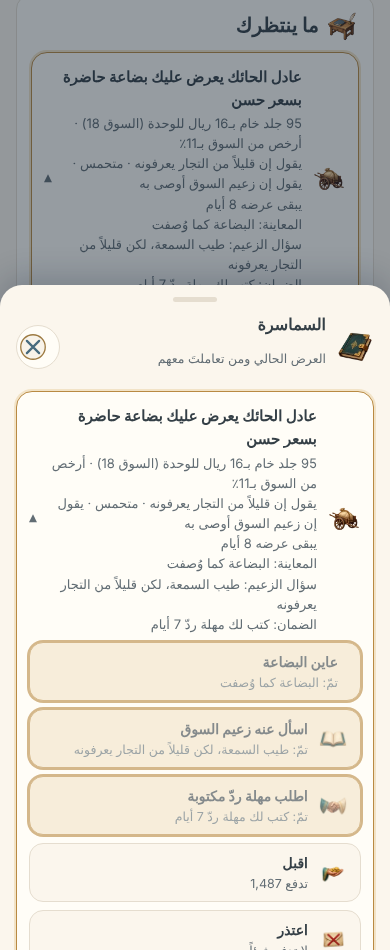 ما ينتظرك
عادل الحائك يعرض عليك بضاعة حاضرة
بسعر حسن
95 جلد خام بـ16 ريال للوحدة (السوق 18) ·
أرخص من السوق بـ11٪
يقول إن قليلاً من التجار يعرفونه · متحمس ·
يقول إن زعيم السوق أوصى به
يبقى عرضه 8 أيام
المعاينة: البضاعة كما وُصفت
سؤال الزعيم: طيب السمعة، لكن قليلاً من
التجار يعرفونه
الضمان: كتب لك مهلة ردّ 7 أيام
السماسرة
العرض الحالي ومن تعاملت معهم
عادل الحائك يعرض عليك بضاعة حاضرة
بسعر حسن
95 جلد خام بـ16 ريال للوحدة (السوق 18) · أرخص
من السوق بـ11٪
يقول إن قليلاً من التجار يعرفونه · متحمس · يقول
إن زعيم السوق أوصى به
يبقى عرضه 8 أيام
المعاينة: البضاعة كما وُصفت
سؤال الزعيم: طيب السمعة، لكن قليلاً من التجار
يعرفونه
الضمان: كتب لك مهلة ردّ 7 أيام
عاين البضاعة
تمّ: البضاعة كما وُصفت
اسأل عنه زعيم السوق
تمّ: طيب السمعة، لكن قليلاً من التجار يعرفونه
اطلب مهلة ردّ مكتوبة
تمّ: كتب لك مهلة ردّ 7 أيام
اقبل
تدفع 1,487
اعتذر